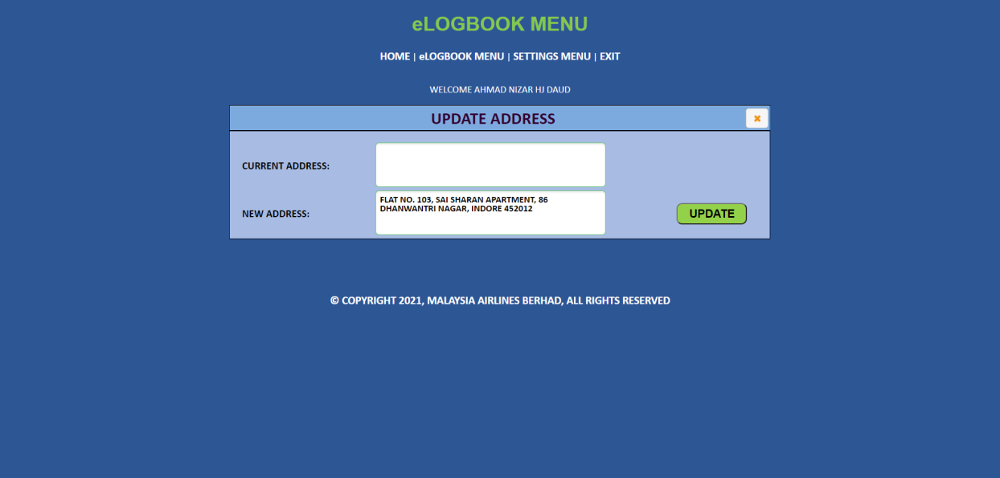 eLOGBOOK MENU
HOME | eLOGBOOK MENU | SETTINGS MENU | EXIT
WELCOME AHMAD NIZAR HJ DAUD
UPDATE ADDRESS
CURRENT ADDRESS:
FLAT NO. 103, SAI SHARAN APARTMENT, 86
DHANWANTRI NAGAR, INDORE 452012
NEW ADDRESS:
UPDATE
© COPYRIGHT 2021, MALAYSIA AIRLINES BERHAD, ALL RIGHTS RESERVED